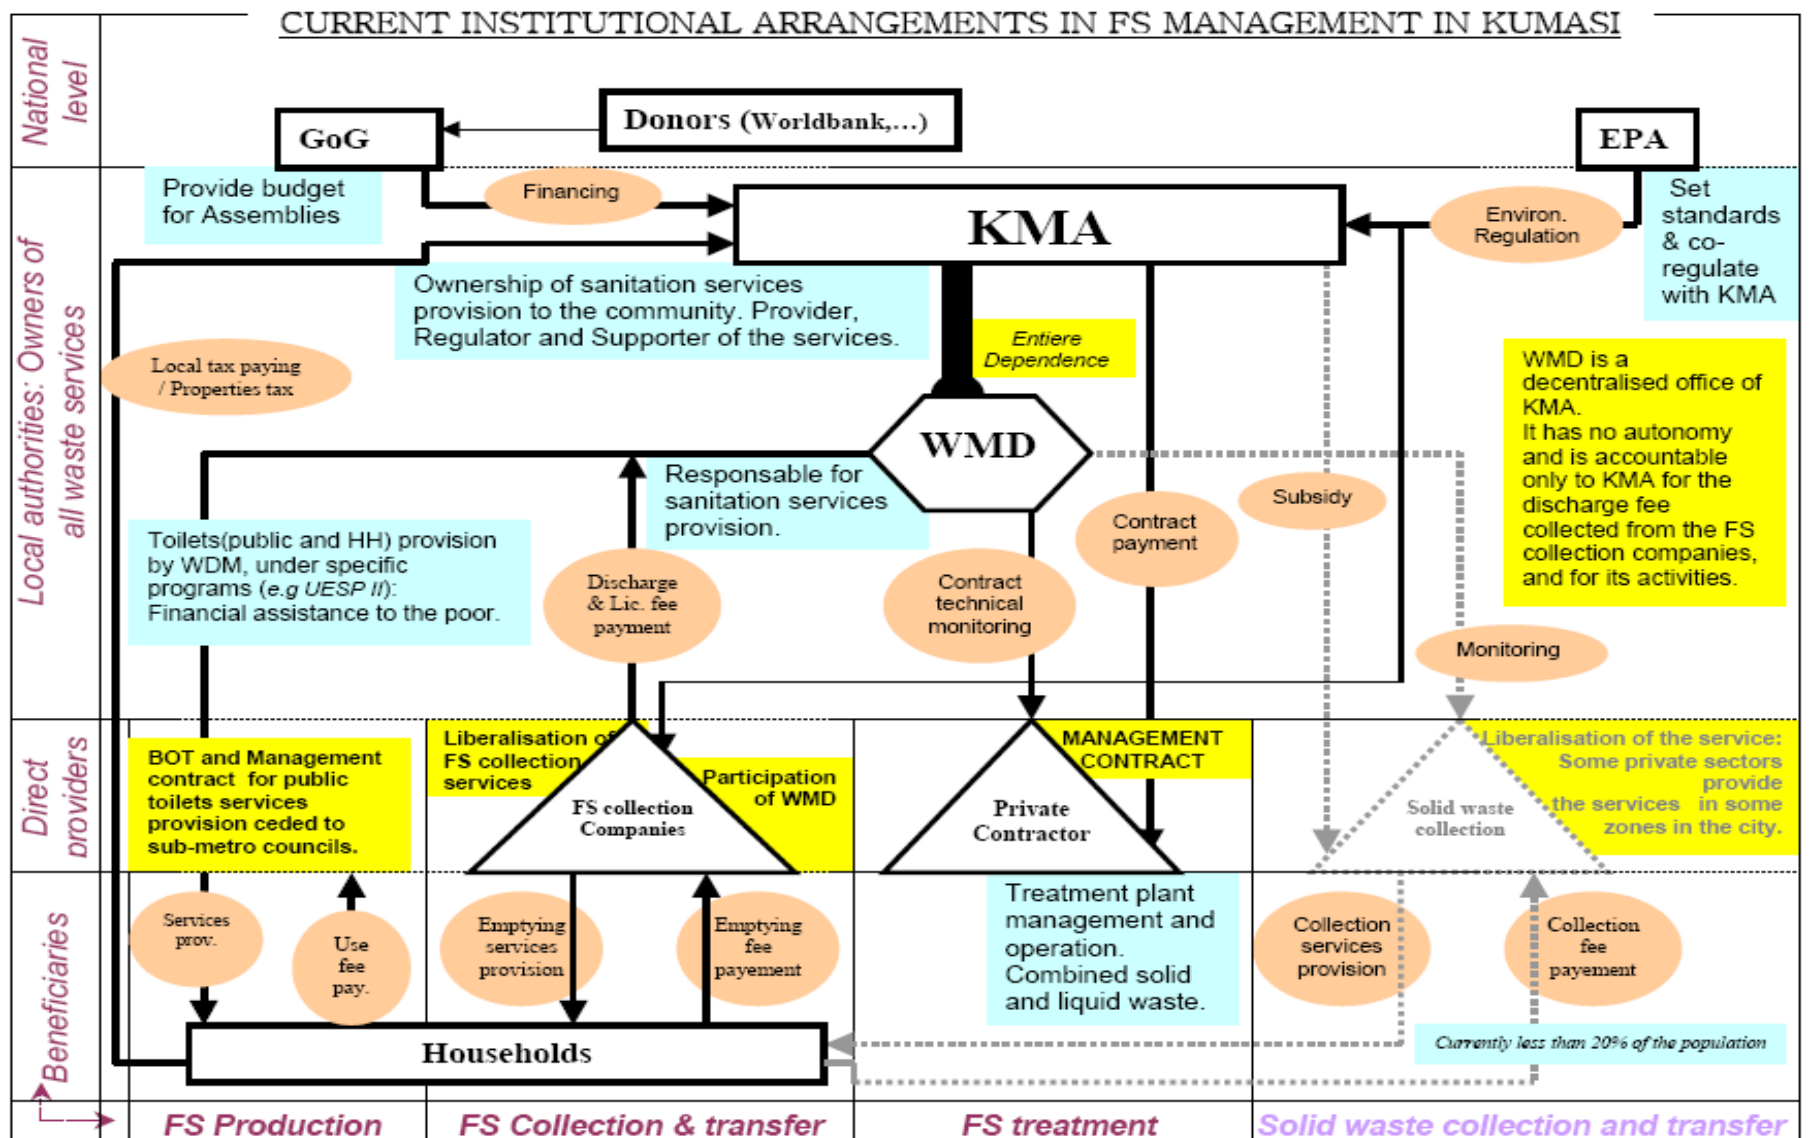 CURRENT INSTITUTIONAL ARRANGEMENTS IN FS MANAGEMENT IN KUMASI
National
level
GoG
Donors (Worldbank,...)
EPA
Local authorities: Owners of
all waste services
Provide budget
for Assemblies
Financing
KMA
Environ.
Regulation
Set
standards
& co-
regulate
with KMA
Ownership of sanitation services
provision to the community. Provider,
Regulator and Supporter of the services.
Entiere
Dependence
Local tax paying
/ Properties tax
WMD is a
decentralised office of
KMA.
It has no autonomy
and is accountable
only to KMA for the
discharge fee
collected from the FS
collection companies,
and for its activities.
WMD
Responsable for
sanitation services
provision.
Subsidy
Contract
payment
Toilets(public and HH) provision
by WDM, under specific
programs (e.g UESP II):
Financial assistance to the poor.
Discharge
& Lic. fee
payment
Contract
technical
monitoring
Monitoring
Direct
providers
BOT and Management
contract for public
toilets services
provision ceded to
sub-metro councils.
Liberalisation of
FS collection
services
Participation
of WMD
FS collection
Companies
MANAGEMENT
CONTRACT
Private
Contractor
Liberalisation of the service:
Some private sectors
provide
the services in some
zones in the city.
Solid waste
collection
Beneficiaries
Services
prov.
Use
fee
pay.
Emptying
services
provision
Emptying
fee
payement
Treatment plant
management and
operation.
Combined solid
and liquid waste.
Collection
services
provision
Collection
fee
payement
Households
Currently less than 20% of the population
FS Production
FS Collection & transfer
FS treatment
Solid waste collection and transfer